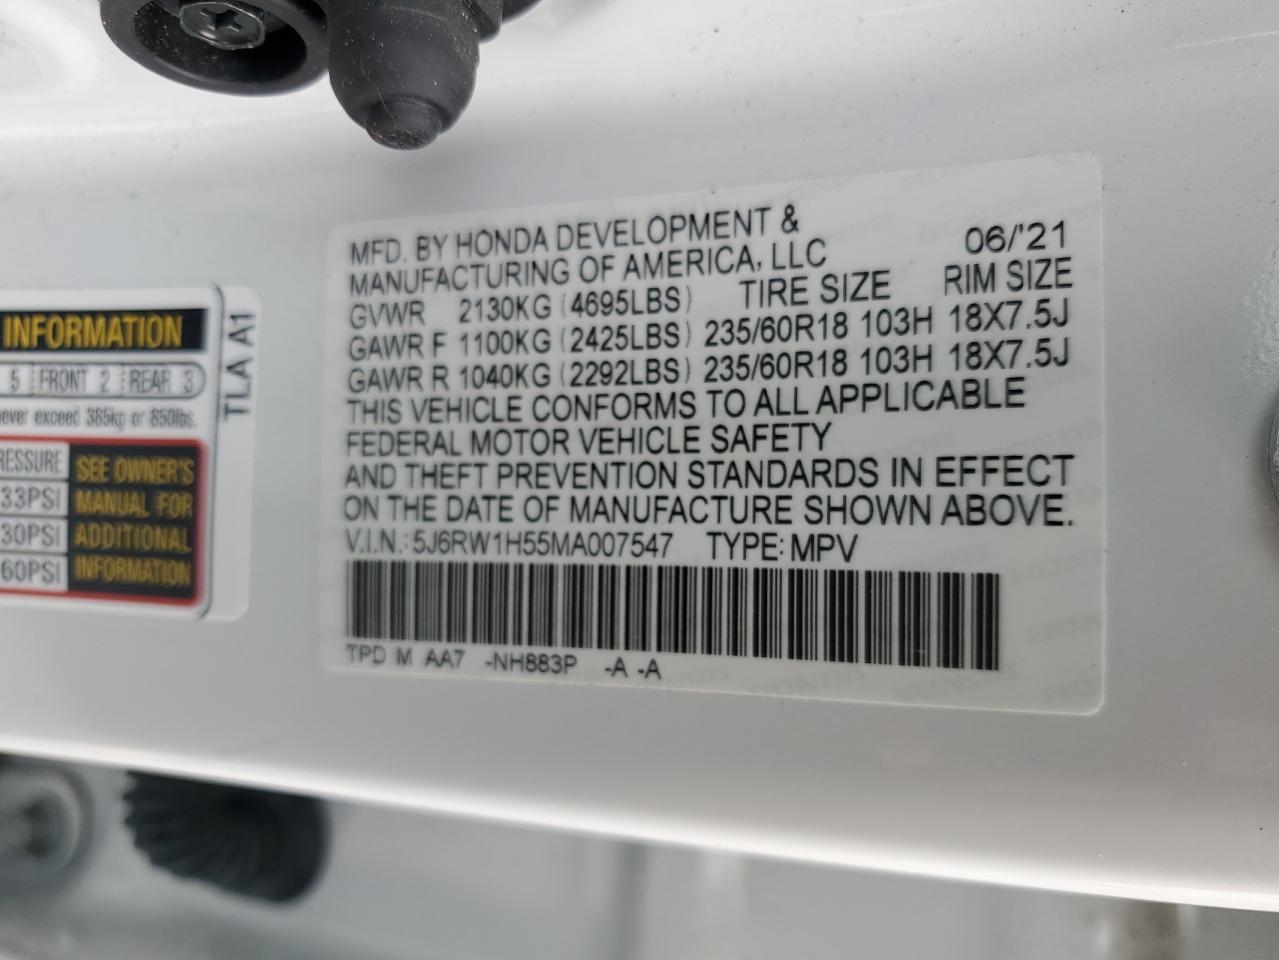 MFD. BY HONDA DEVELOPMENT & 06/'21
MANUFACTURING OF AMERICA, LLC
GVWR 2130KG (4695LBS) TIRE SIZE RIM SIZE
GAWR F 1100KG (2425LBS) 235/60R18 103H 18X7.5J
GAWR R 1040KG (2292LBS) 235/60R18 103H 18X7.5J
THIS VEHICLE CONFORMS TO ALL APPLICABLE
FEDERAL MOTOR VEHICLE SAFETY
AND THEFT PREVENTION STANDARDS IN EFFECT
ON THE DATE OF MANUFACTURE SHOWN ABOVE.
V.I.N.: 5J6RW1H55MA007547 TYPE: MPV
TPD M AA7 -NH883P -A -A
INFORMATION
5 FRONT 2 REAR 3
never exceed 385kg or 850lbs.
SEE OWNER'S
33PSI MANUAL FOR
30PSI ADDITIONAL
60PSI INFORMATION
TLA A1